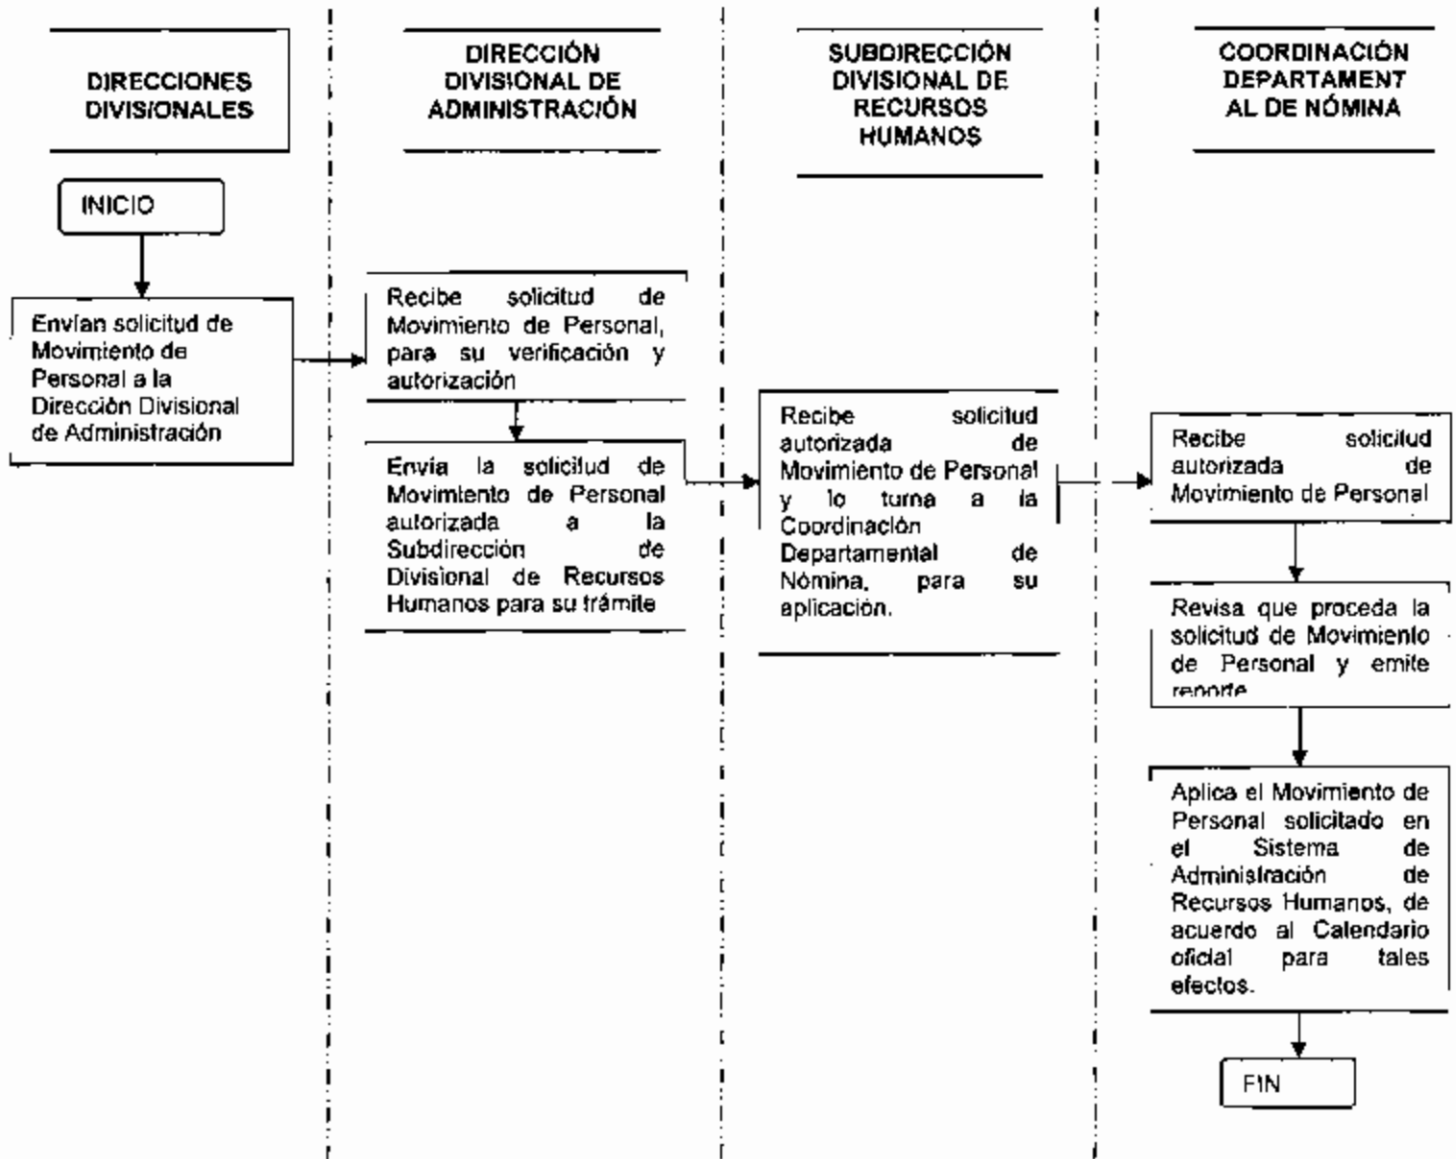 DIRECCIONES
DIVISIONALES
DIRECCIÓN
DIVISIONAL DE
ADMINISTRACIÓN
SUBDIRECCIÓN
DIVISIONAL DE
RECURSOS
HUMANOS
COORDINACIÓN
DEPARTAMENT
AL DE NÓMINA
INICIO
Envían solicitud de
Movimiento de
Personal a la
Dirección Divisional
de Administración
Recibe solicitud de
Movimiento de Personal,
para su verificación y
autorización
Envía la solicitud de
Movimiento de Personal
autorizada a la
Subdirección de
Divisional de Recursos
Humanos para su trámite
Recibe solicitud
autorizada de
Movimiento de Personal
y lo turna a la
Coordinación
Departamental de
Nómina, para su
aplicación.
Recibe solicitud
autorizada de
Movimiento de Personal
Revisa que proceda la
solicitud de Movimiento
de Personal y emite
reporte
Aplica el Movimiento de
Personal solicitado en
el Sistema de
Administración de
Recursos Humanos, de
acuerdo al Calendario
oficial para tales
efectos.
FIN